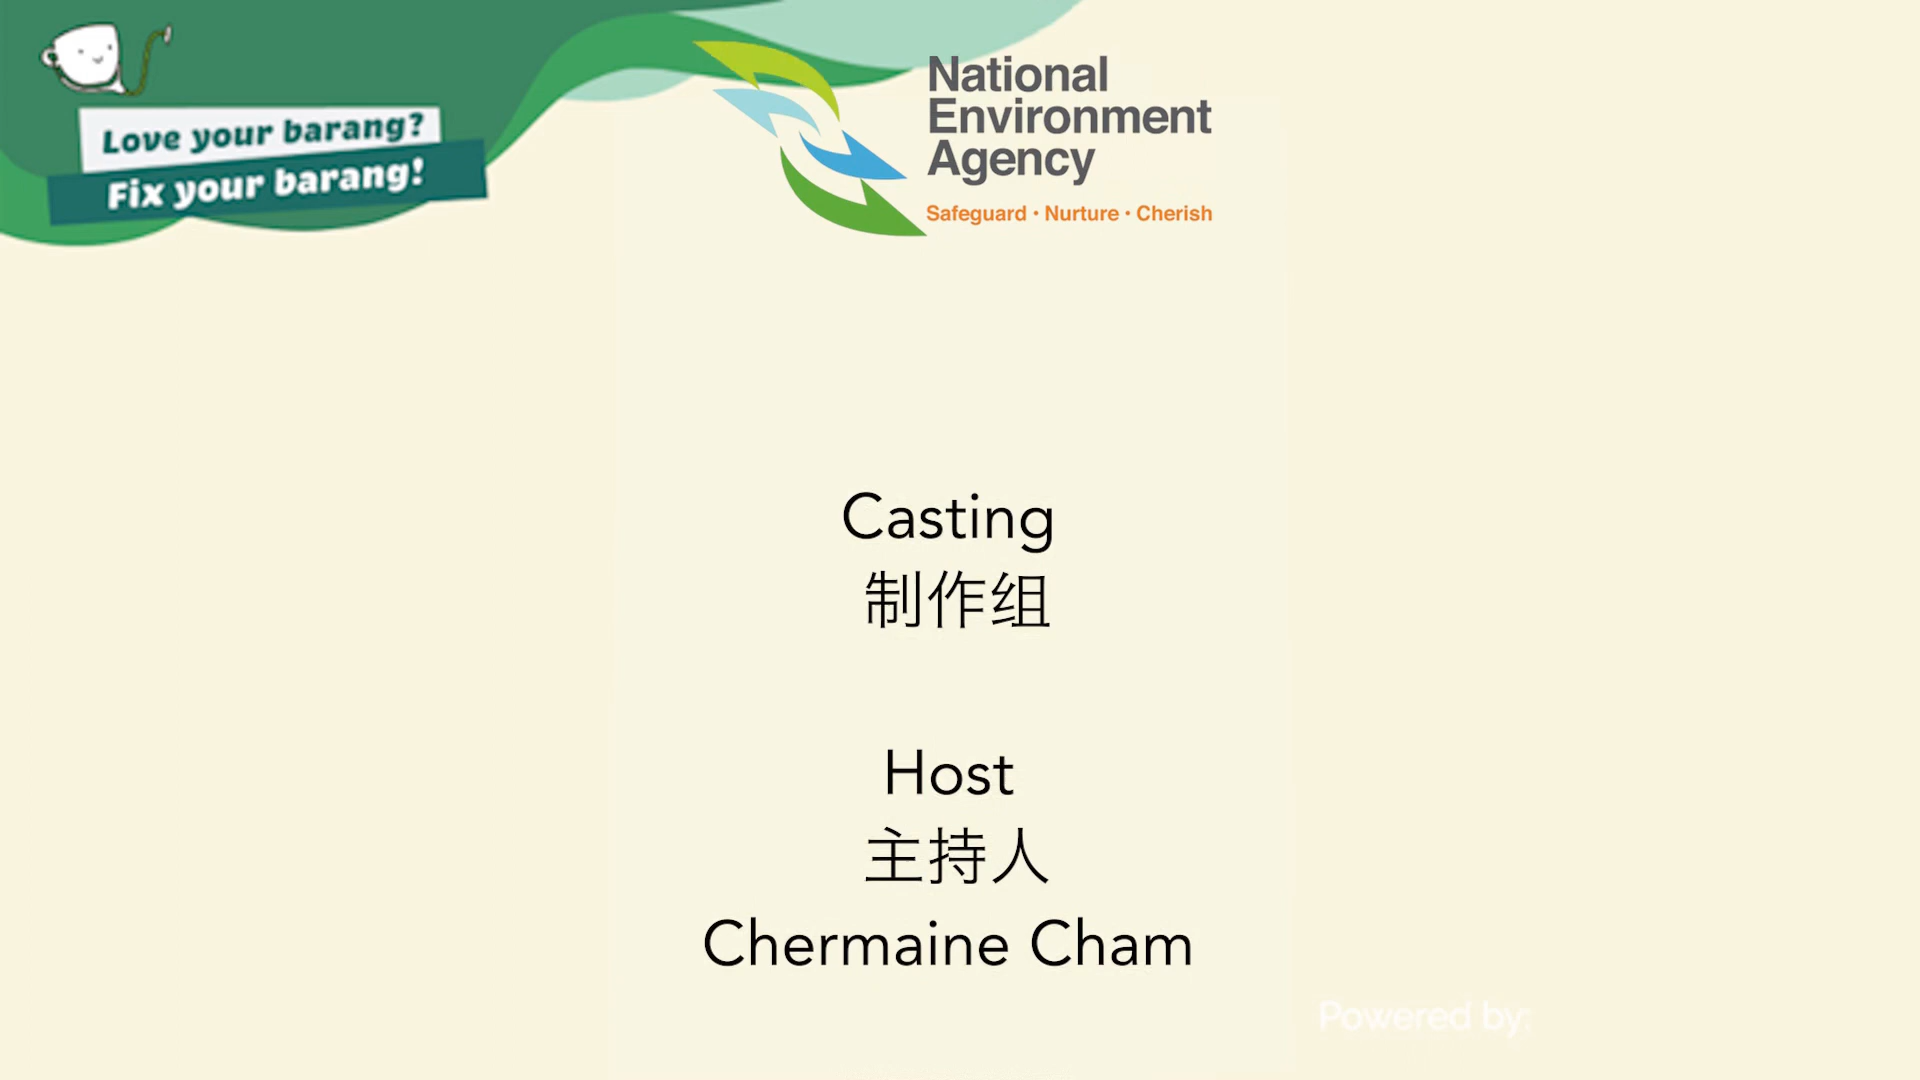 Love your barang?
Fix your barang!
National
Environment
Agency
Safeguard • Nurture • Cherish
Casting
制作组
Host
主持人
Chermaine Cham
Powered by: